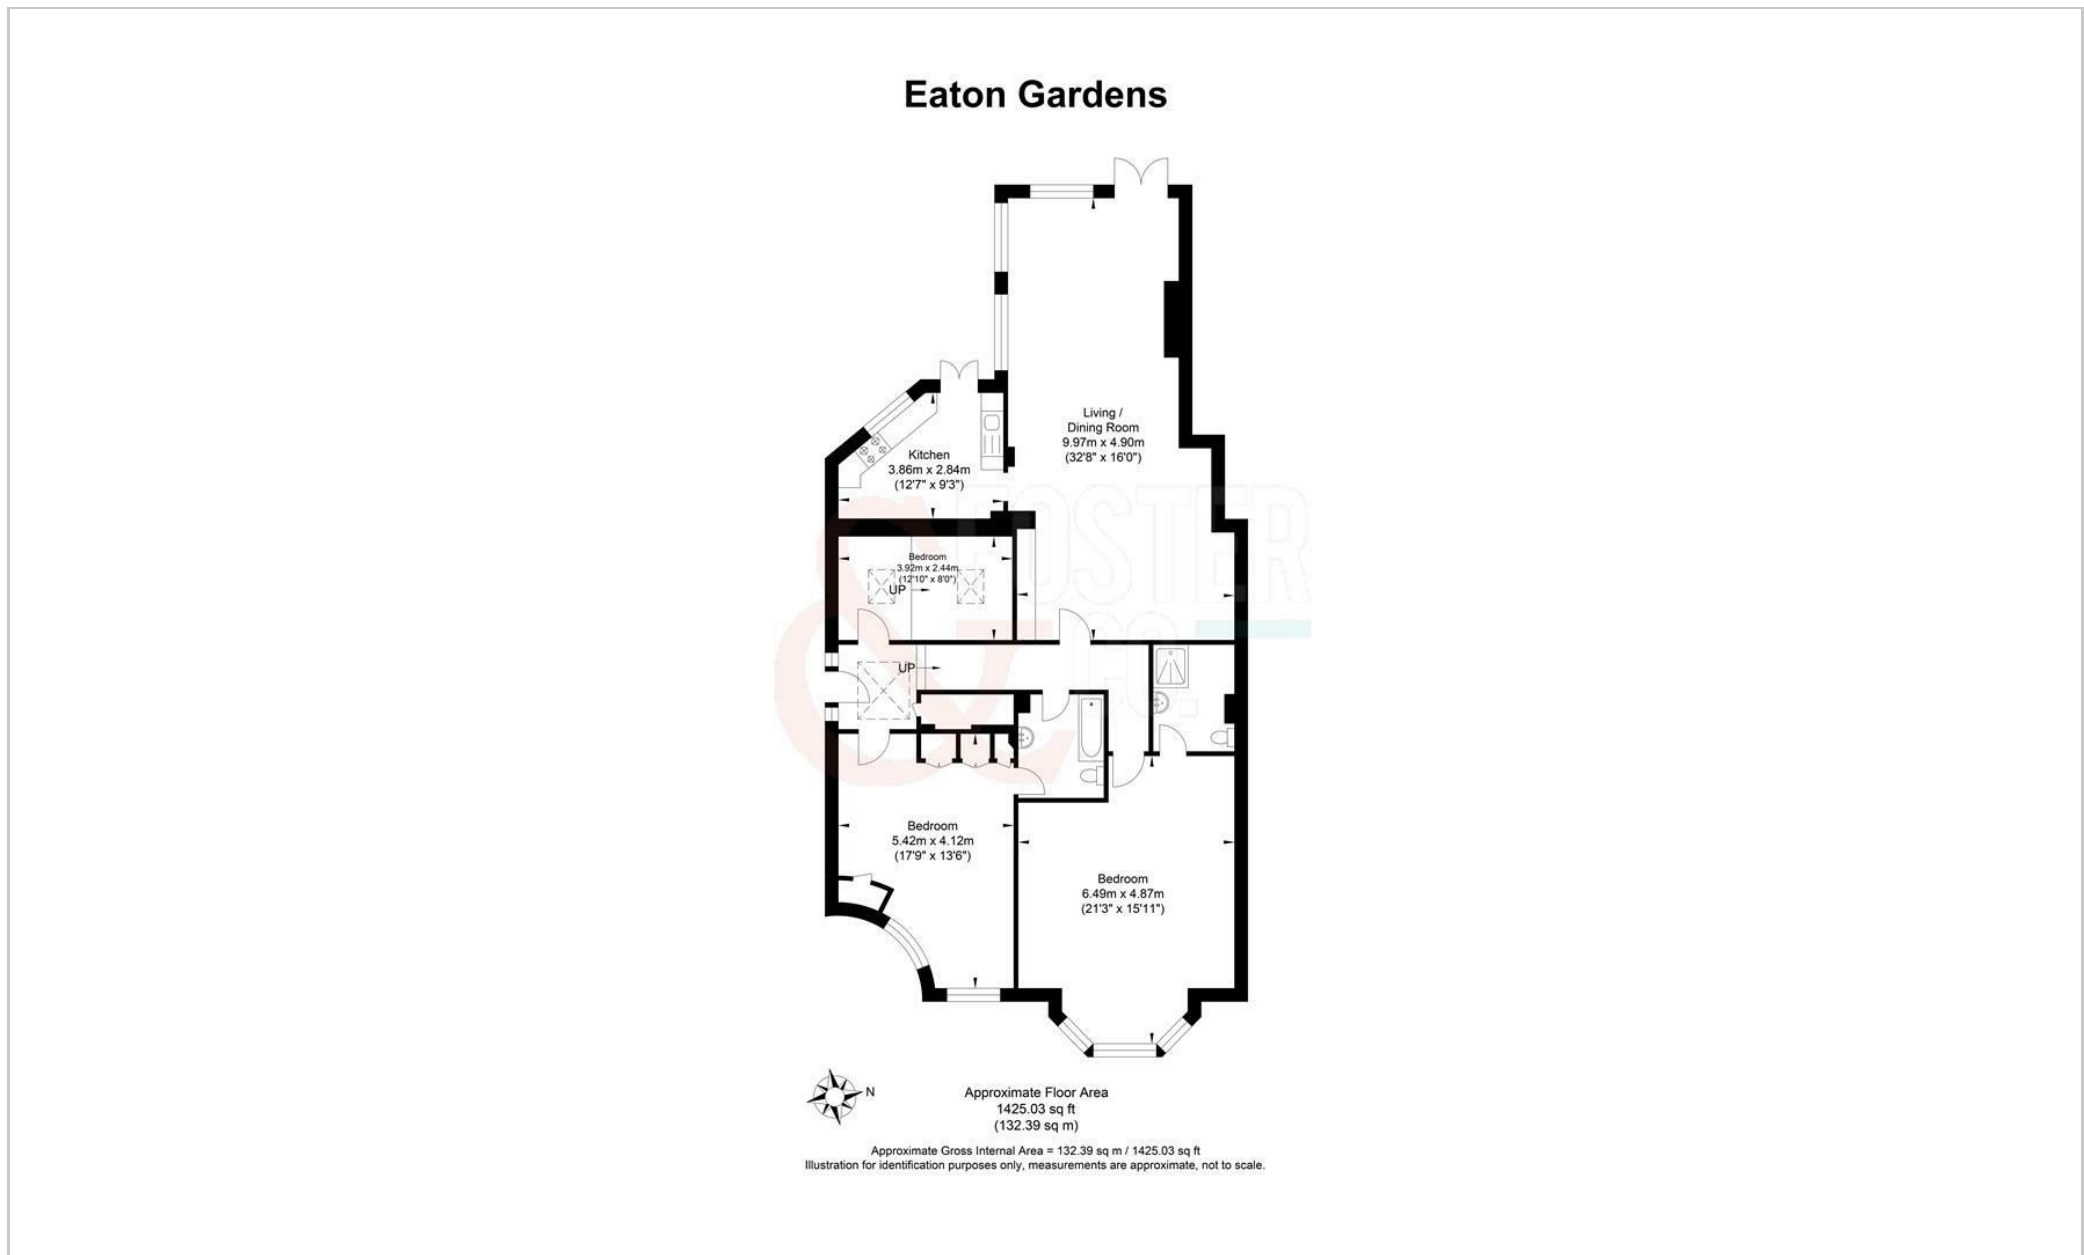 Eaton Gardens
Living /
Dining Room
9.97m x 4.90m
(32'8" x 16'0")
Kitchen
3.86m x 2.84m
(12'7" x 9'3")
FOSTER
& CO.
Bedroom
3.92m x 2.44m
(12'10" x 8'0")
UP
UP
Bedroom
5.42m x 4.12m
(17'9" x 13'6")
Bedroom
6.49m x 4.87m
(21'3" x 15'11")
N
Approximate Floor Area
1425.03 sq ft
(132.39 sq m)
Approximate Gross Internal Area = 132.39 sq m / 1425.03 sq ft
Illustration for identification purposes only, measurements are approximate, not to scale.